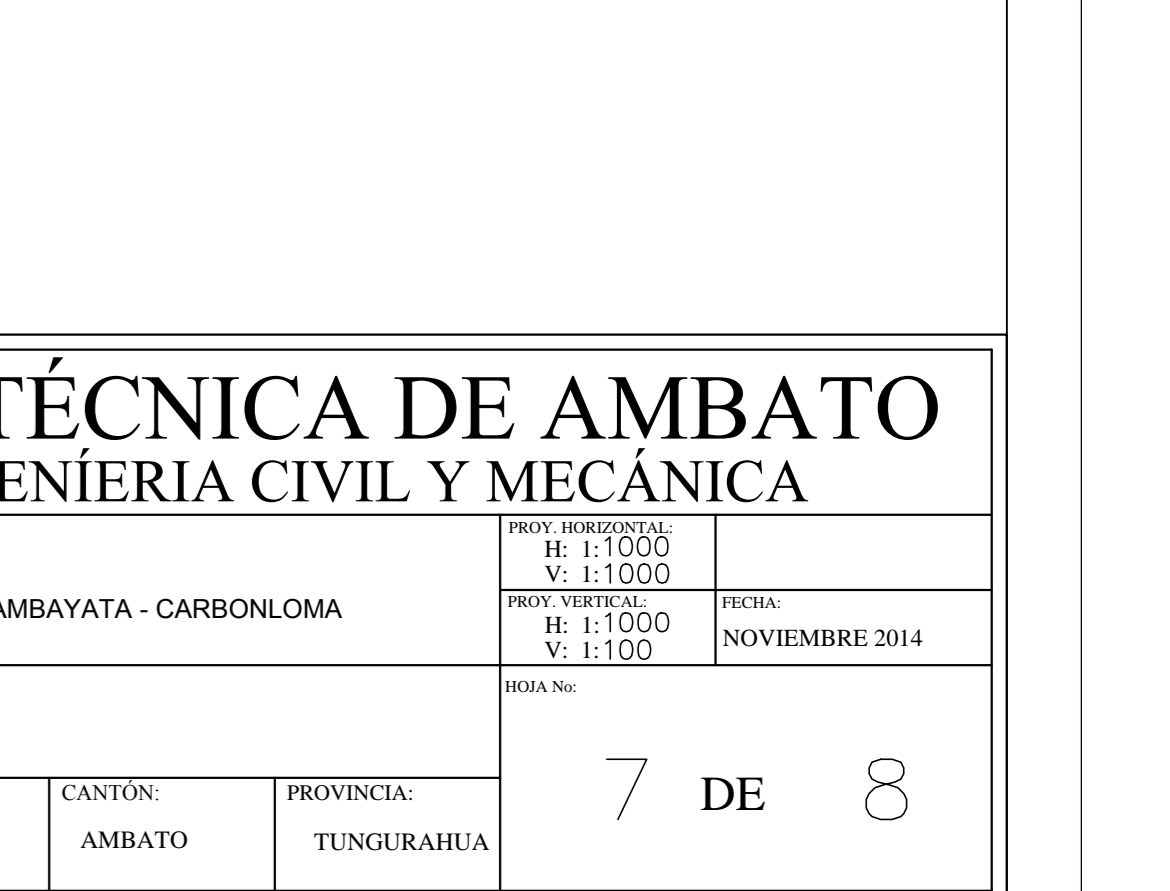 TÉCNICA DE AMBATO
ENÍERIA CIVIL Y MECÁNICA
PROY. HORIZONTAL:
H: 1:1000
V: 1:1000
AMBAYATA - CARBONLOMA
PROY. VERTICAL:
H: 1:1000
V: 1:100
FECHA:
NOVIEMBRE 2014
HOJA No:
7 DE 8
CANTÓN:
AMBATO
PROVINCIA:
TUNGURAHUA